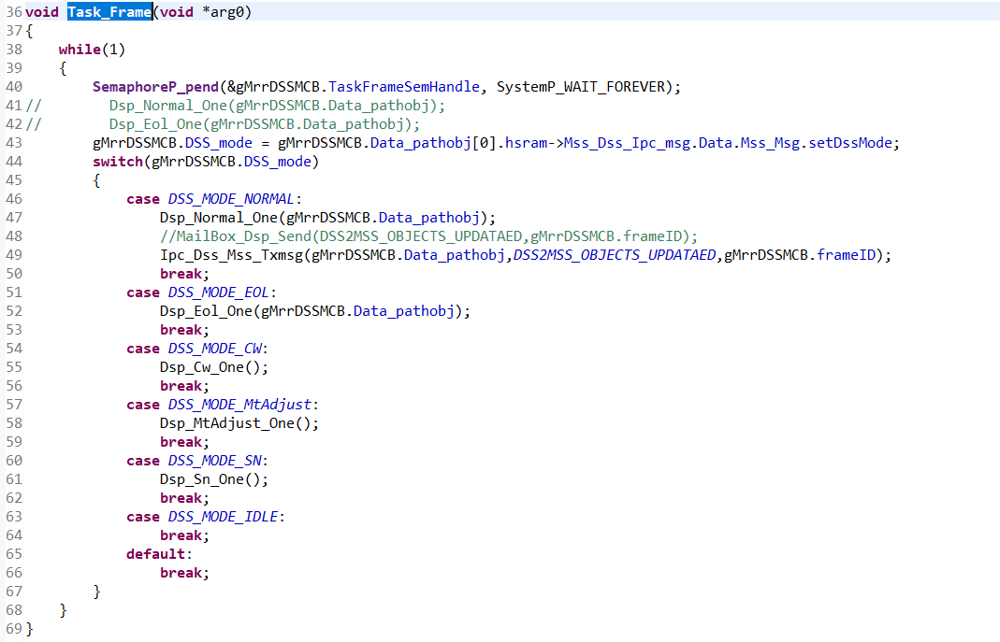 36 void Task_Frame(void *arg0)
37 {
38     while(1)
39     {
40         SemaphoreP_pend(&gMrrDSSMCB.TaskFrameSemHandle, SystemP_WAIT_FOREVER);
41 //        Dsp_Normal_One(gMrrDSSMCB.Data_pathobj);
42 //        Dsp_Eol_One(gMrrDSSMCB.Data_pathobj);
43         gMrrDSSMCB.DSS_mode = gMrrDSSMCB.Data_pathobj[0].hsram->Mss_Dss_Ipc_msg.Data.Mss_Msg.setDssMode;
44         switch(gMrrDSSMCB.DSS_mode)
45         {
46             case DSS_MODE_NORMAL:
47                 Dsp_Normal_One(gMrrDSSMCB.Data_pathobj);
48                 //MailBox_Dsp_Send(DSS2MSS_OBJECTS_UPDATAED,gMrrDSSMCB.frameID);
49                 Ipc_Dss_Mss_Txmsg(gMrrDSSMCB.Data_pathobj,DSS2MSS_OBJECTS_UPDATAED,gMrrDSSMCB.frameID);
50                 break;
51             case DSS_MODE_EOL:
52                 Dsp_Eol_One(gMrrDSSMCB.Data_pathobj);
53                 break;
54             case DSS_MODE_CW:
55                 Dsp_Cw_One();
56                 break;
57             case DSS_MODE_MtAdjust:
58                 Dsp_MtAdjust_One();
59                 break;
60             case DSS_MODE_SN:
61                 Dsp_Sn_One();
62                 break;
63             case DSS_MODE_IDLE:
64                 break;
65             default:
66                 break;
67         }
68     }
69 }